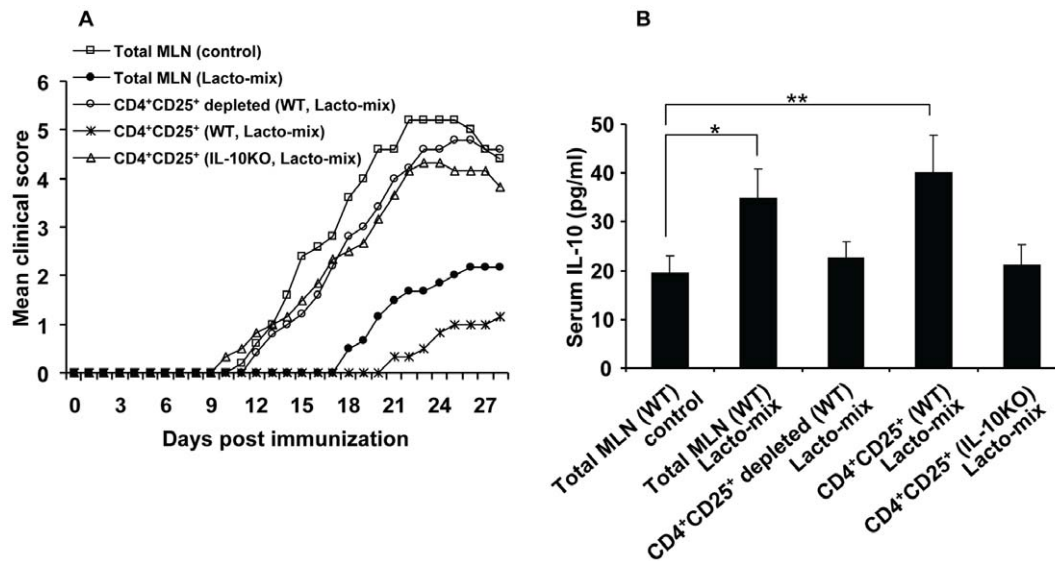 A
Total MLN (control)
Total MLN (Lacto-mix)
CD4⁺CD25⁺ depleted (WT, Lacto-mix)
CD4⁺CD25⁺ (WT, Lacto-mix)
CD4⁺CD25⁺ (IL-10KO, Lacto-mix)
6
5
4
3
2
1
0
Mean clinical score
0 3 6 9 12 15 18 21 24 27
Days post immunization
B
**
*
50
40
30
20
10
0
Serum IL-10 (pg/ml)
Total MLN (WT)
control
Total MLN (WT)
Lacto-mix
CD4⁺CD25⁺ depleted (WT)
Lacto-mix
CD4⁺CD25⁺ (WT)
Lacto-mix
CD4⁺CD25⁺ (IL-10KO)
Lacto-mix